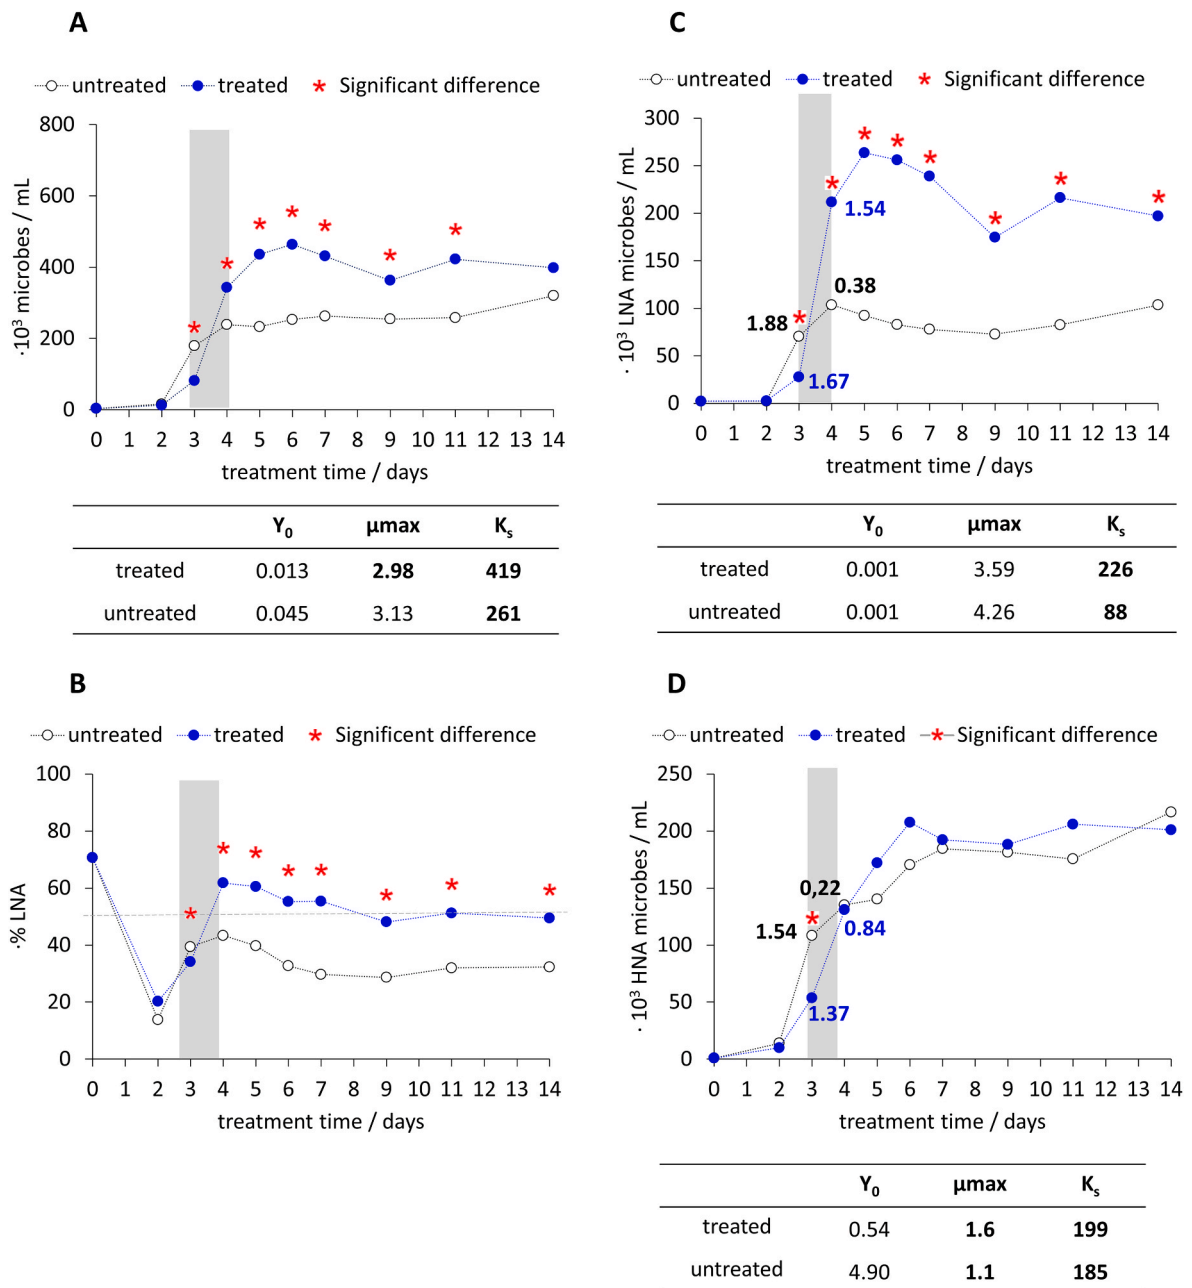 A
untreated treated * Significant difference
800
600
400
200
0
·10³ microbes / mL
0 1 2 3 4 5 6 7 8 9 10 11 12 13 14
treatment time / days
Y₀ µmax Kₛ
treated 0.013 2.98 419
untreated 0.045 3.13 261
C
untreated treated * Significant difference
300
250
200
150
100
50
0
· 10³ LNA microbes / mL
1.54
0.38
1.88
1.67
0 1 2 3 4 5 6 7 8 9 10 11 12 13 14
treatment time / days
Y₀ µmax Kₛ
treated 0.001 3.59 226
untreated 0.001 4.26 88
B
untreated treated * Significent difference
100
80
60
40
20
0
·% LNA
0 1 2 3 4 5 6 7 8 9 10 11 12 13 14
treatment time / days
D
untreated treated * Significant difference
250
200
150
100
50
0
· 10³ HNA microbes / mL
0,22
1.54
0.84
1.37
0 1 2 3 4 5 6 7 8 9 10 11 12 13 14
treatment time / days
Y₀ µmax Kₛ
treated 0.54 1.6 199
untreated 4.90 1.1 185